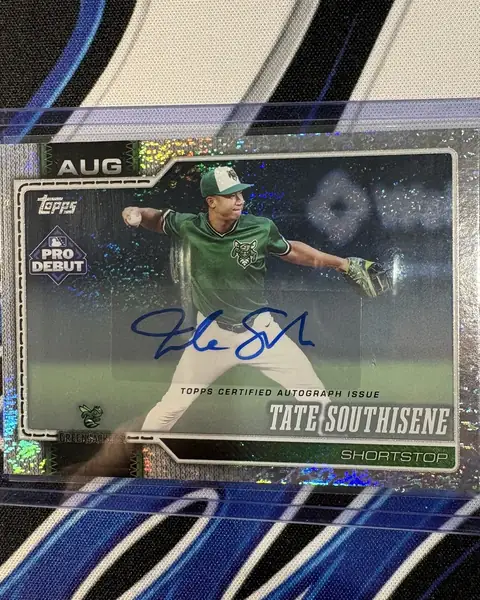 AUG
Topps
PRO
DEBUT
TOPPS CERTIFIED AUTOGRAPH ISSUE
TATE SOUTHISENE
SHORTSTOP